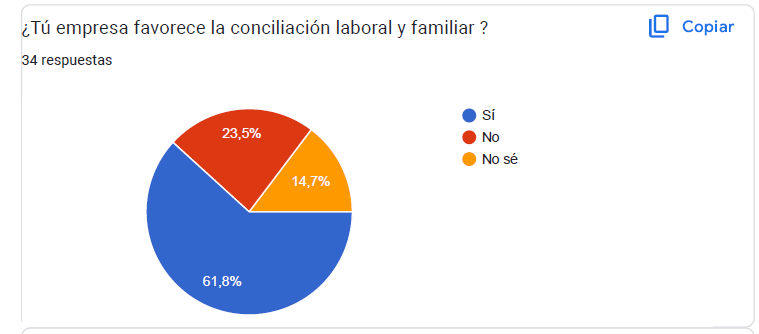 ¿Tú empresa favorece la conciliación laboral y familiar ?
Copiar
34 respuestas
Sí
No
No sé
23,5%
14,7%
61,8%